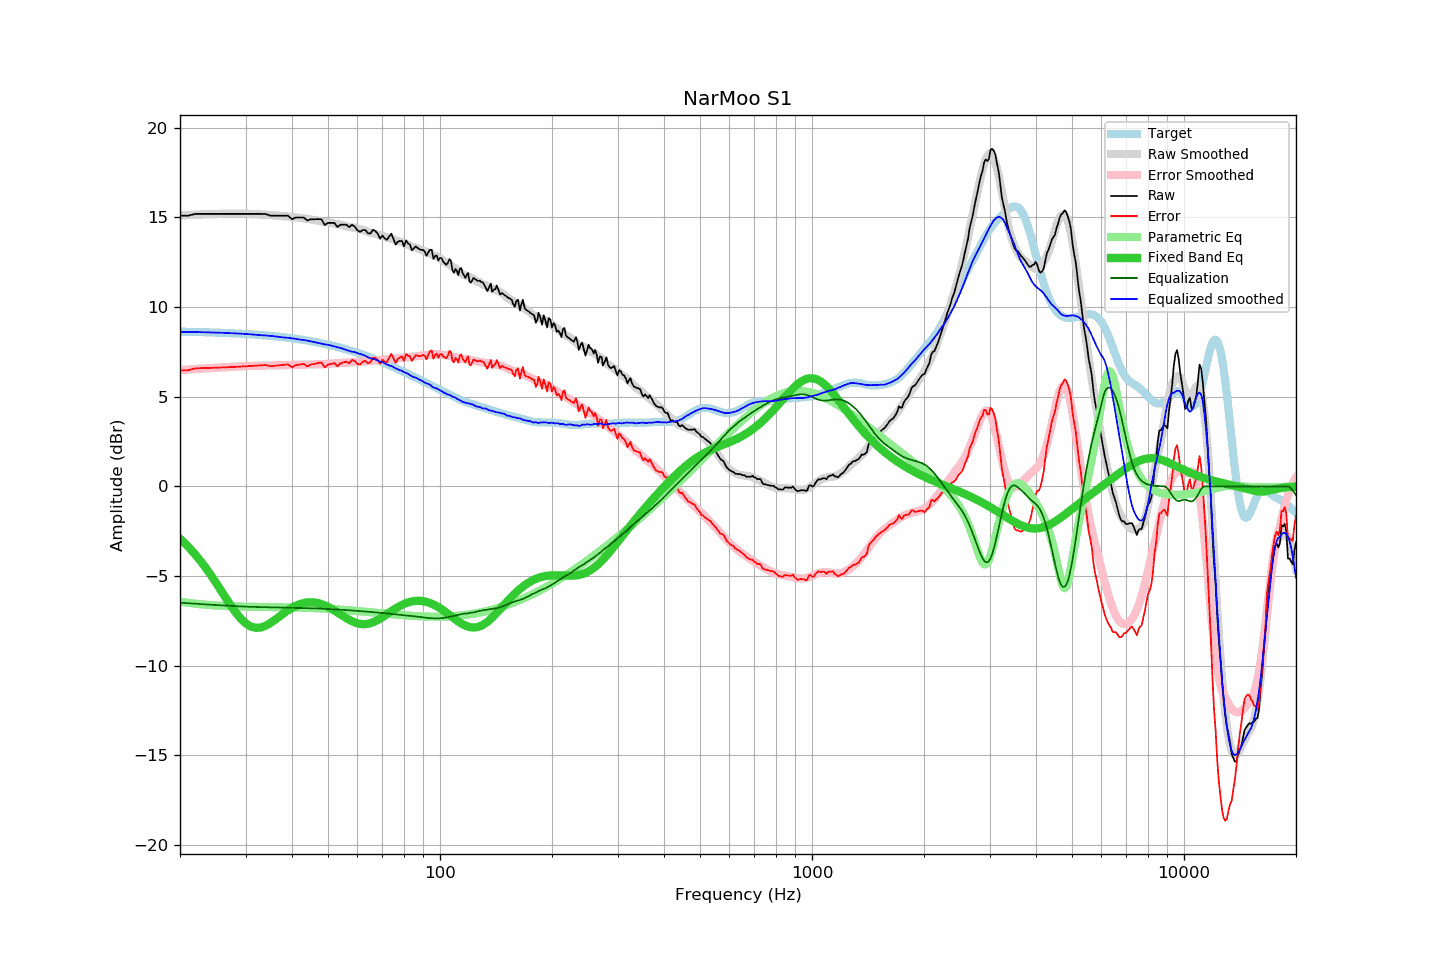 NarMoo S1
Target
Raw Smoothed
Error Smoothed
Raw
Error
Parametric Eq
Fixed Band Eq
Equalization
Equalized smoothed
20
15
10
5
0
−5
−10
−15
−20
Amplitude (dBr)
100
1000
10000
Frequency (Hz)